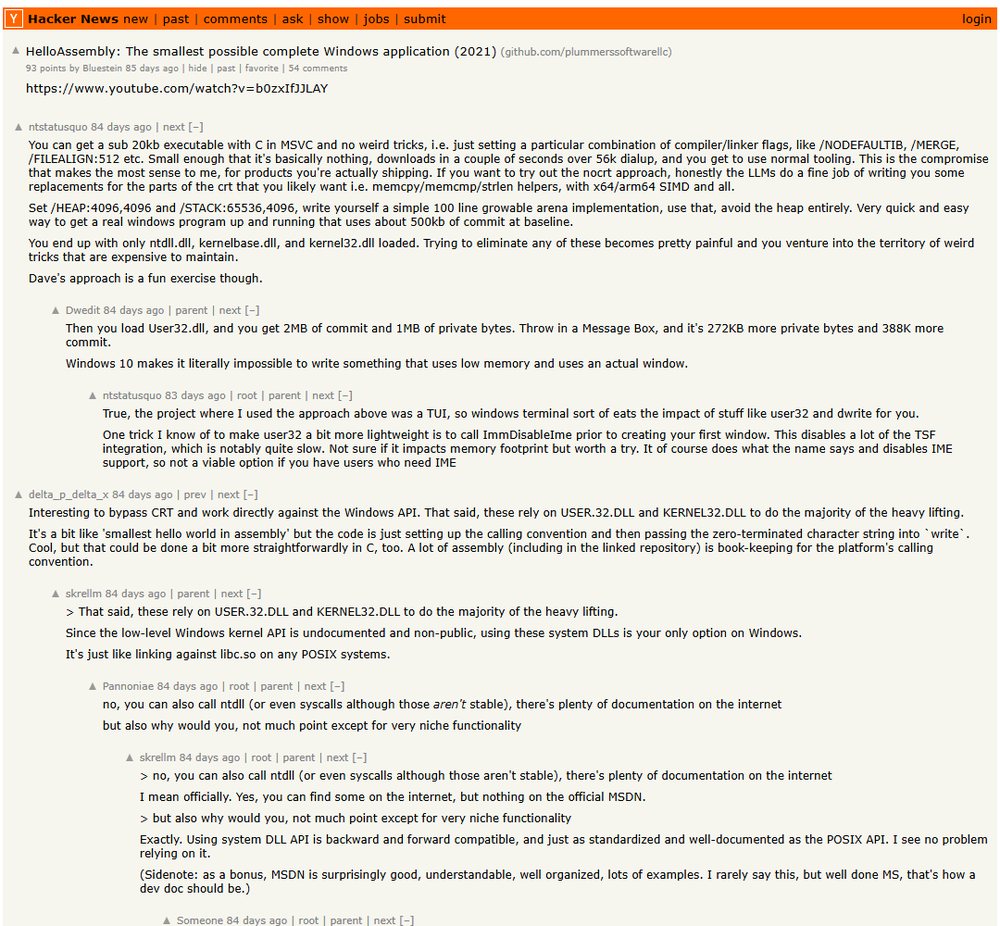 Y Hacker News new | past | comments | ask | show | jobs | submit login
▲ HelloAssembly: The smallest possible complete Windows application (2021) (github.com/plummerssoftwarellc)
93 points by Bluestein 85 days ago | hide | past | favorite | 54 comments
https://www.youtube.com/watch?v=b0zxIfJJLAY
▲ ntstatusquo 84 days ago | next [–]
You can get a sub 20kb executable with C in MSVC and no weird tricks, i.e. just setting a particular combination of compiler/linker flags, like /NODEFAULTIB, /MERGE,
/FILEALIGN:512 etc. Small enough that it's basically nothing, downloads in a couple of seconds over 56k dialup, and you get to use normal tooling. This is the compromise
that makes the most sense to me, for products you're actually shipping. If you want to try out the nocrt approach, honestly the LLMs do a fine job of writing you some
replacements for the parts of the crt that you likely want i.e. memcpy/memcmp/strlen helpers, with x64/arm64 SIMD and all.
Set /HEAP:4096,4096 and /STACK:65536,4096, write yourself a simple 100 line growable arena implementation, use that, avoid the heap entirely. Very quick and easy
way to get a real windows program up and running that uses about 500kb of commit at baseline.
You end up with only ntdll.dll, kernelbase.dll, and kernel32.dll loaded. Trying to eliminate any of these becomes pretty painful and you venture into the territory of weird
tricks that are expensive to maintain.
Dave's approach is a fun exercise though.
▲ Dwedit 84 days ago | parent | next [–]
Then you load User32.dll, and you get 2MB of commit and 1MB of private bytes. Throw in a Message Box, and it's 272KB more private bytes and 388K more
commit.
Windows 10 makes it literally impossible to write something that uses low memory and uses an actual window.
▲ ntstatusquo 83 days ago | root | parent | next [–]
True, the project where I used the approach above was a TUI, so windows terminal sort of eats the impact of stuff like user32 and dwrite for you.
One trick I know of to make user32 a bit more lightweight is to call ImmDisableIme prior to creating your first window. This disables a lot of the TSF
integration, which is notably quite slow. Not sure if it impacts memory footprint but worth a try. It of course does what the name says and disables IME
support, so not a viable option if you have users who need IME
▲ delta_p_delta_x 84 days ago | prev | next [–]
Interesting to bypass CRT and work directly against the Windows API. That said, these rely on USER.32.DLL and KERNEL32.DLL to do the majority of the heavy lifting.
It's a bit like 'smallest hello world in assembly' but the code is just setting up the calling convention and then passing the zero-terminated character string into `write`.
Cool, but that could be done a bit more straightforwardly in C, too. A lot of assembly (including in the linked repository) is book-keeping for the platform's calling
convention.
▲ skrellm 84 days ago | parent | next [–]
> That said, these rely on USER.32.DLL and KERNEL32.DLL to do the majority of the heavy lifting.
Since the low-level Windows kernel API is undocumented and non-public, using these system DLLs is your only option on Windows.
It's just like linking against libc.so on any POSIX systems.
▲ Pannoniae 84 days ago | root | parent | next [–]
no, you can also call ntdll (or even syscalls although those aren't stable), there's plenty of documentation on the internet
but also why would you, not much point except for very niche functionality
▲ skrellm 84 days ago | root | parent | next [–]
> no, you can also call ntdll (or even syscalls although those aren't stable), there's plenty of documentation on the internet
I mean officially. Yes, you can find some on the internet, but nothing on the official MSDN.
> but also why would you, not much point except for very niche functionality
Exactly. Using system DLL API is backward and forward compatible, and just as standardized and well-documented as the POSIX API. I see no problem
relying on it.
(Sidenote: as a bonus, MSDN is surprisingly good, understandable, well organized, lots of examples. I rarely say this, but well done MS, that's how a
dev doc should be.)
▲ Someone 84 days ago | root | parent | next [–]